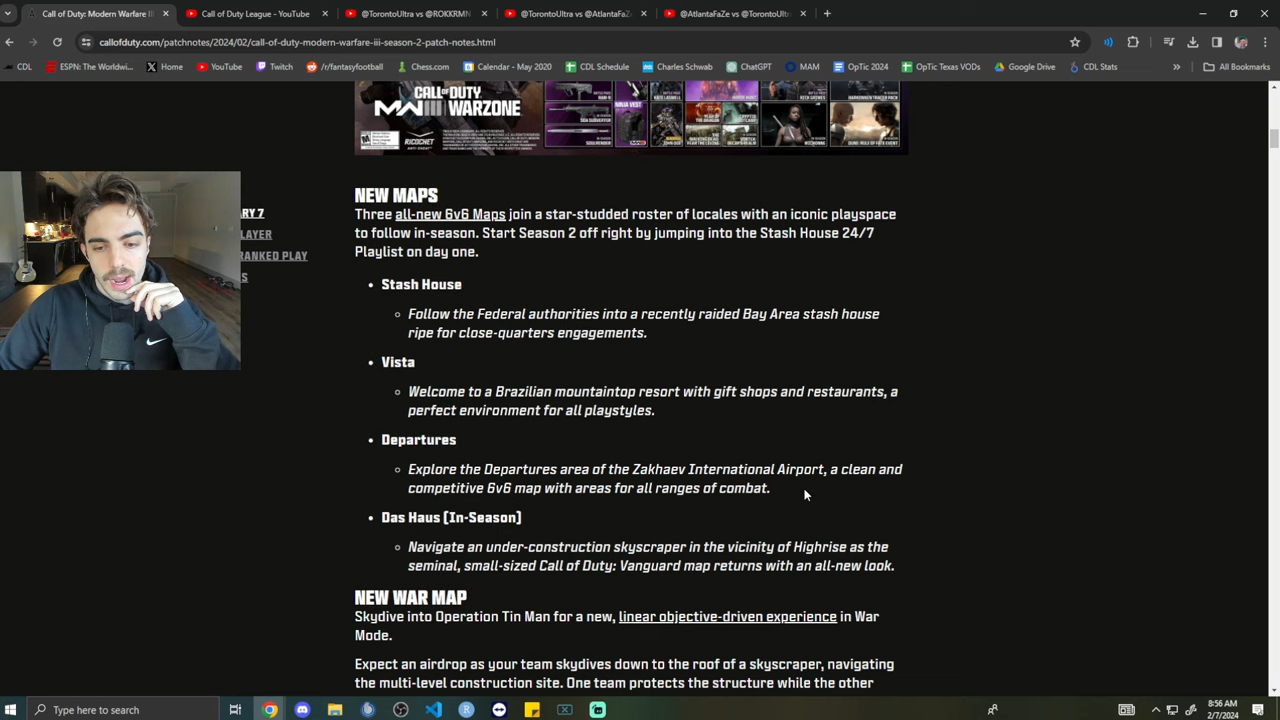 Call of Duty: Modern Warfare II
Call of Duty League - YouTube
@TorontoUltra vs @ROKKRMN
@TorontoUltra vs @AtlantaFaZ
@AtlantaFaZe vs @TorontoUltr
callofduty.com/patchnotes/2024/02/call-of-duty-modern-warfare-iii-season-2-patch-notes.html
CDL
ESPN: The Worldwi...
Home
YouTube
Twitch
/r/fantasyfootball
Chess.com
Calendar - May 2020
CDL Schedule
Charles Schwab
ChatGPT
MAM
OpTic 2024
OpTic Texas VODs
Google Drive
CDL Stats
All Bookmarks
CALL OF DUTY
MWIII WARZONE
RICOCHET
ARY 7
LAYER
RANKED PLAY
S
NEW MAPS
Three all-new 6v6 Maps join a star-studded roster of locales with an iconic playspace
to follow in-season. Start Season 2 off right by jumping into the Stash House 24/7
Playlist on day one.
• Stash House
Follow the Federal authorities into a recently raided Bay Area stash house
ripe for close-quarters engagements.
• Vista
Welcome to a Brazilian mountaintop resort with gift shops and restaurants, a
perfect environment for all playstyles.
• Departures
Explore the Departures area of the Zakhaev International Airport, a clean and
competitive 6v6 map with areas for all ranges of combat.
• Das Haus (In-Season)
Navigate an under-construction skyscraper in the vicinity of Highrise as the
seminal, small-sized Call of Duty: Vanguard map returns with an all-new look.
NEW WAR MAP
Skydive into Operation Tin Man for a new, linear objective-driven experience in War
Mode.
Expect an airdrop as your team skydives down to the roof of a skyscraper, navigating
the multi-level construction site. One team protects the structure while the other
Type here to search
8:56 AM
2/7/2024